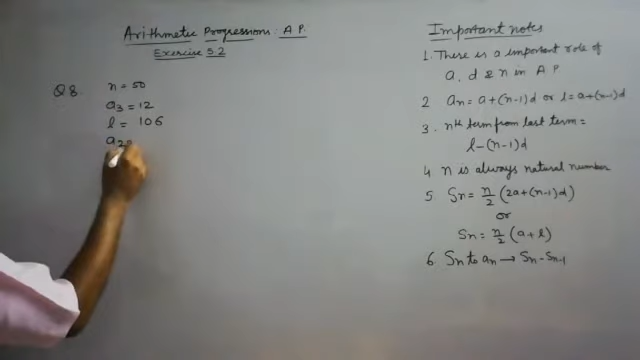 Arithmetic Progressions: A.P.
Exercise 5.2
Q8. n = 50
a₃ = 12
l = 106
a₂
Important notes
1. There is a important role of
a, d & n in A.P
2 aₙ = a+(n-1)d or l = a+(n-1)d
3. nth term from last term =
l-(n-1)d
4 n is always natural number
5 Sₙ = n/2 (2a+(n-1)d)
or
Sₙ = n/2 (a+l)
6. Sₙ to aₙ → Sₙ - Sₙ₋₁